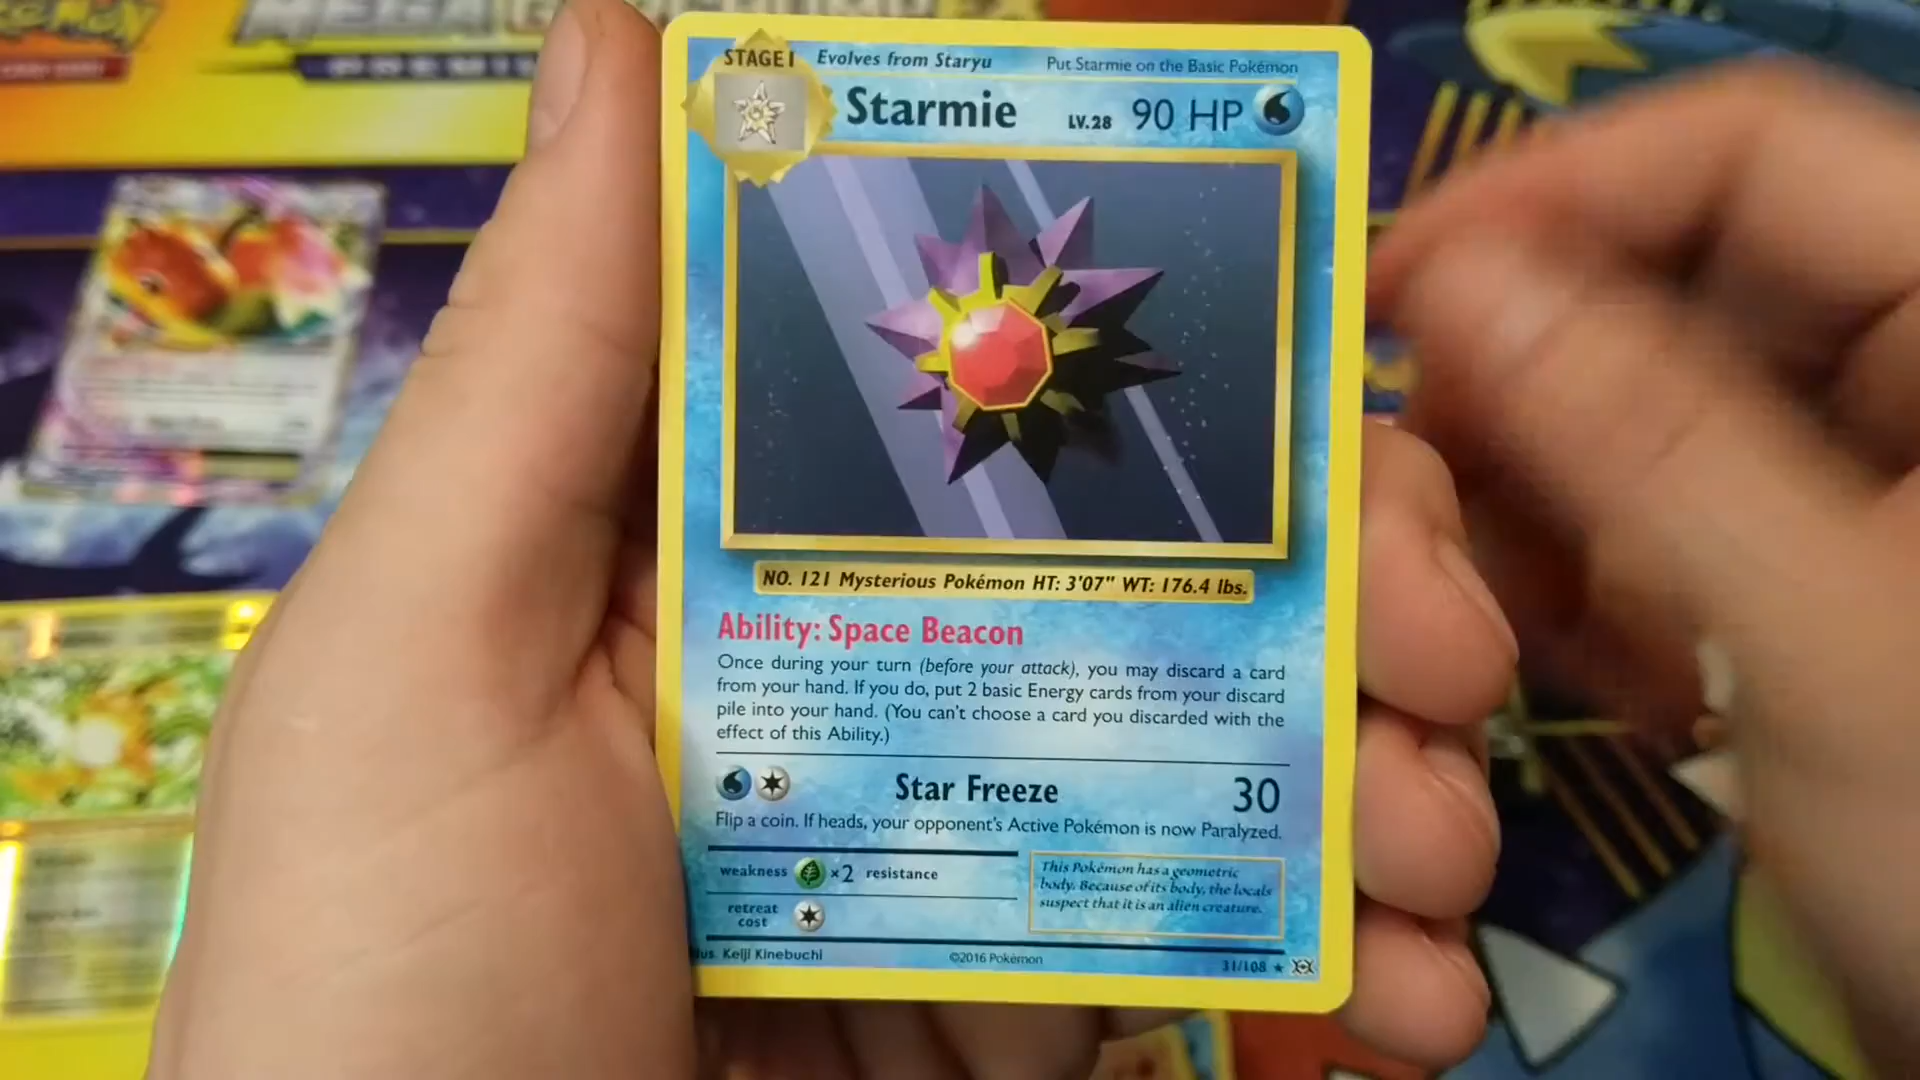 STAGE 1 Evolves from Staryu Put Starmie on the Basic Pokémon
Starmie LV.28 90 HP
NO. 121 Mysterious Pokémon HT: 3'07" WT: 176.4 lbs.
Ability: Space Beacon
Once during your turn (before your attack), you may discard a card
from your hand. If you do, put 2 basic Energy cards from your discard
pile into your hand. (You can't choose a card you discarded with the
effect of this Ability.)
Star Freeze 30
Flip a coin. If heads, your opponent's Active Pokémon is now Paralyzed.
weakness ×2 resistance
retreat
cost
This Pokémon has a geometric
body. Because of its body, the locals
suspect that it is an alien creature.
Keiji Kinebuchi ©2016 Pokémon 31/108 ★